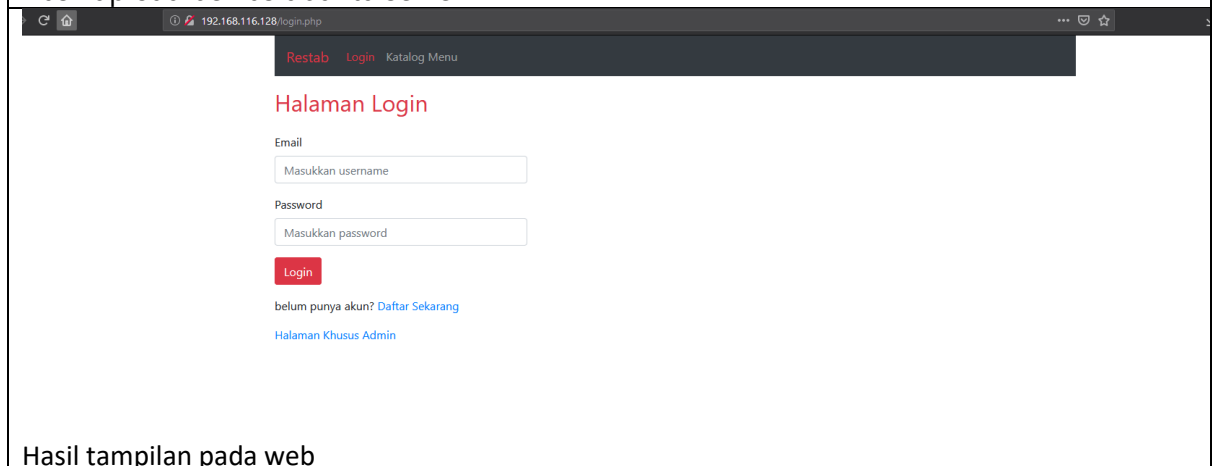 192.168.116.128/login.php
Restab Login Katalog Menu
Halaman Login
Email
Masukkan username
Password
Masukkan password
Login
belum punya akun? Daftar Sekarang
Halaman Khusus Admin
Hasil tampilan pada web